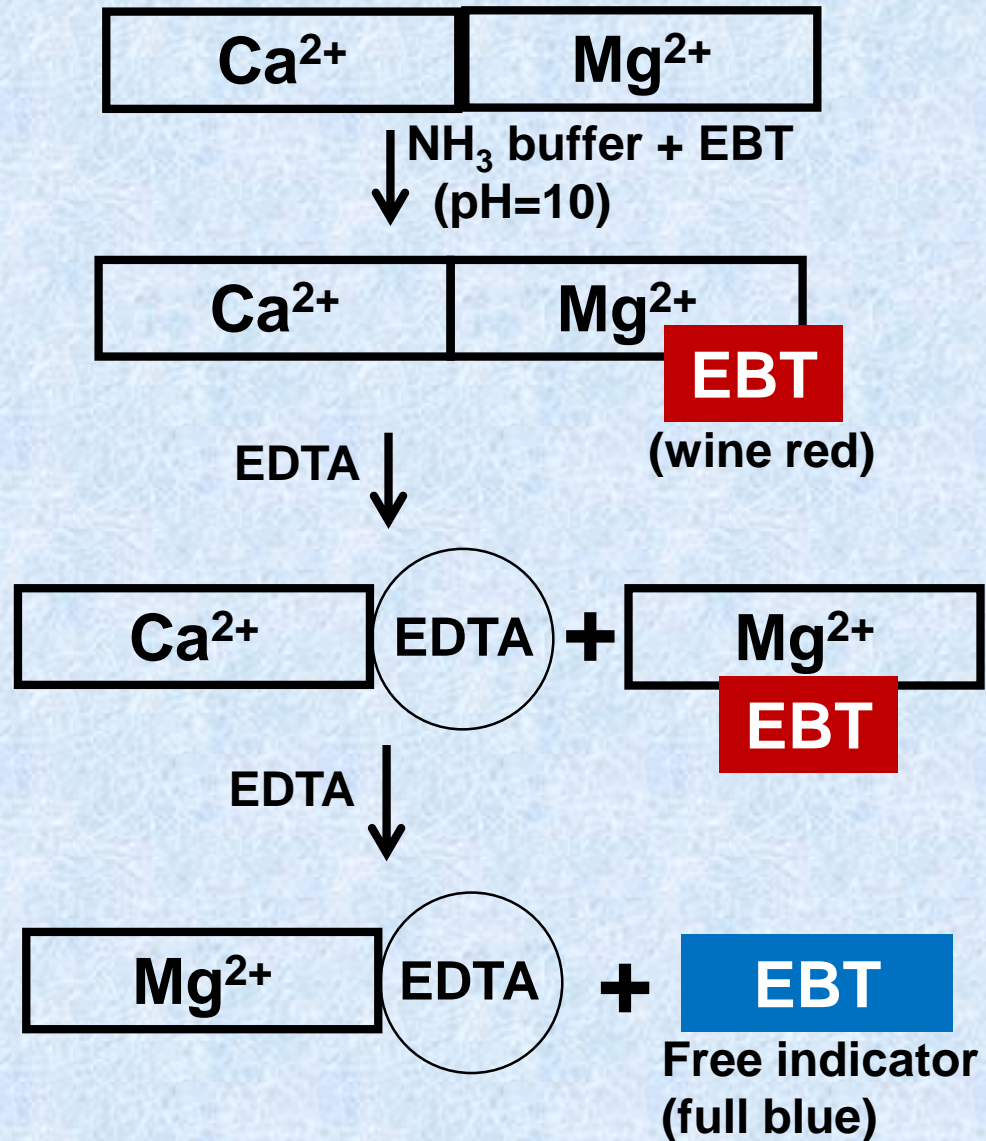 Ca²⁺ Mg²⁺
NH₃ buffer + EBT
(pH=10)
Ca²⁺ Mg²⁺
EBT
(wine red)
EDTA
Ca²⁺ EDTA + Mg²⁺
EBT
EDTA
Mg²⁺ EDTA + EBT
Free indicator
(full blue)